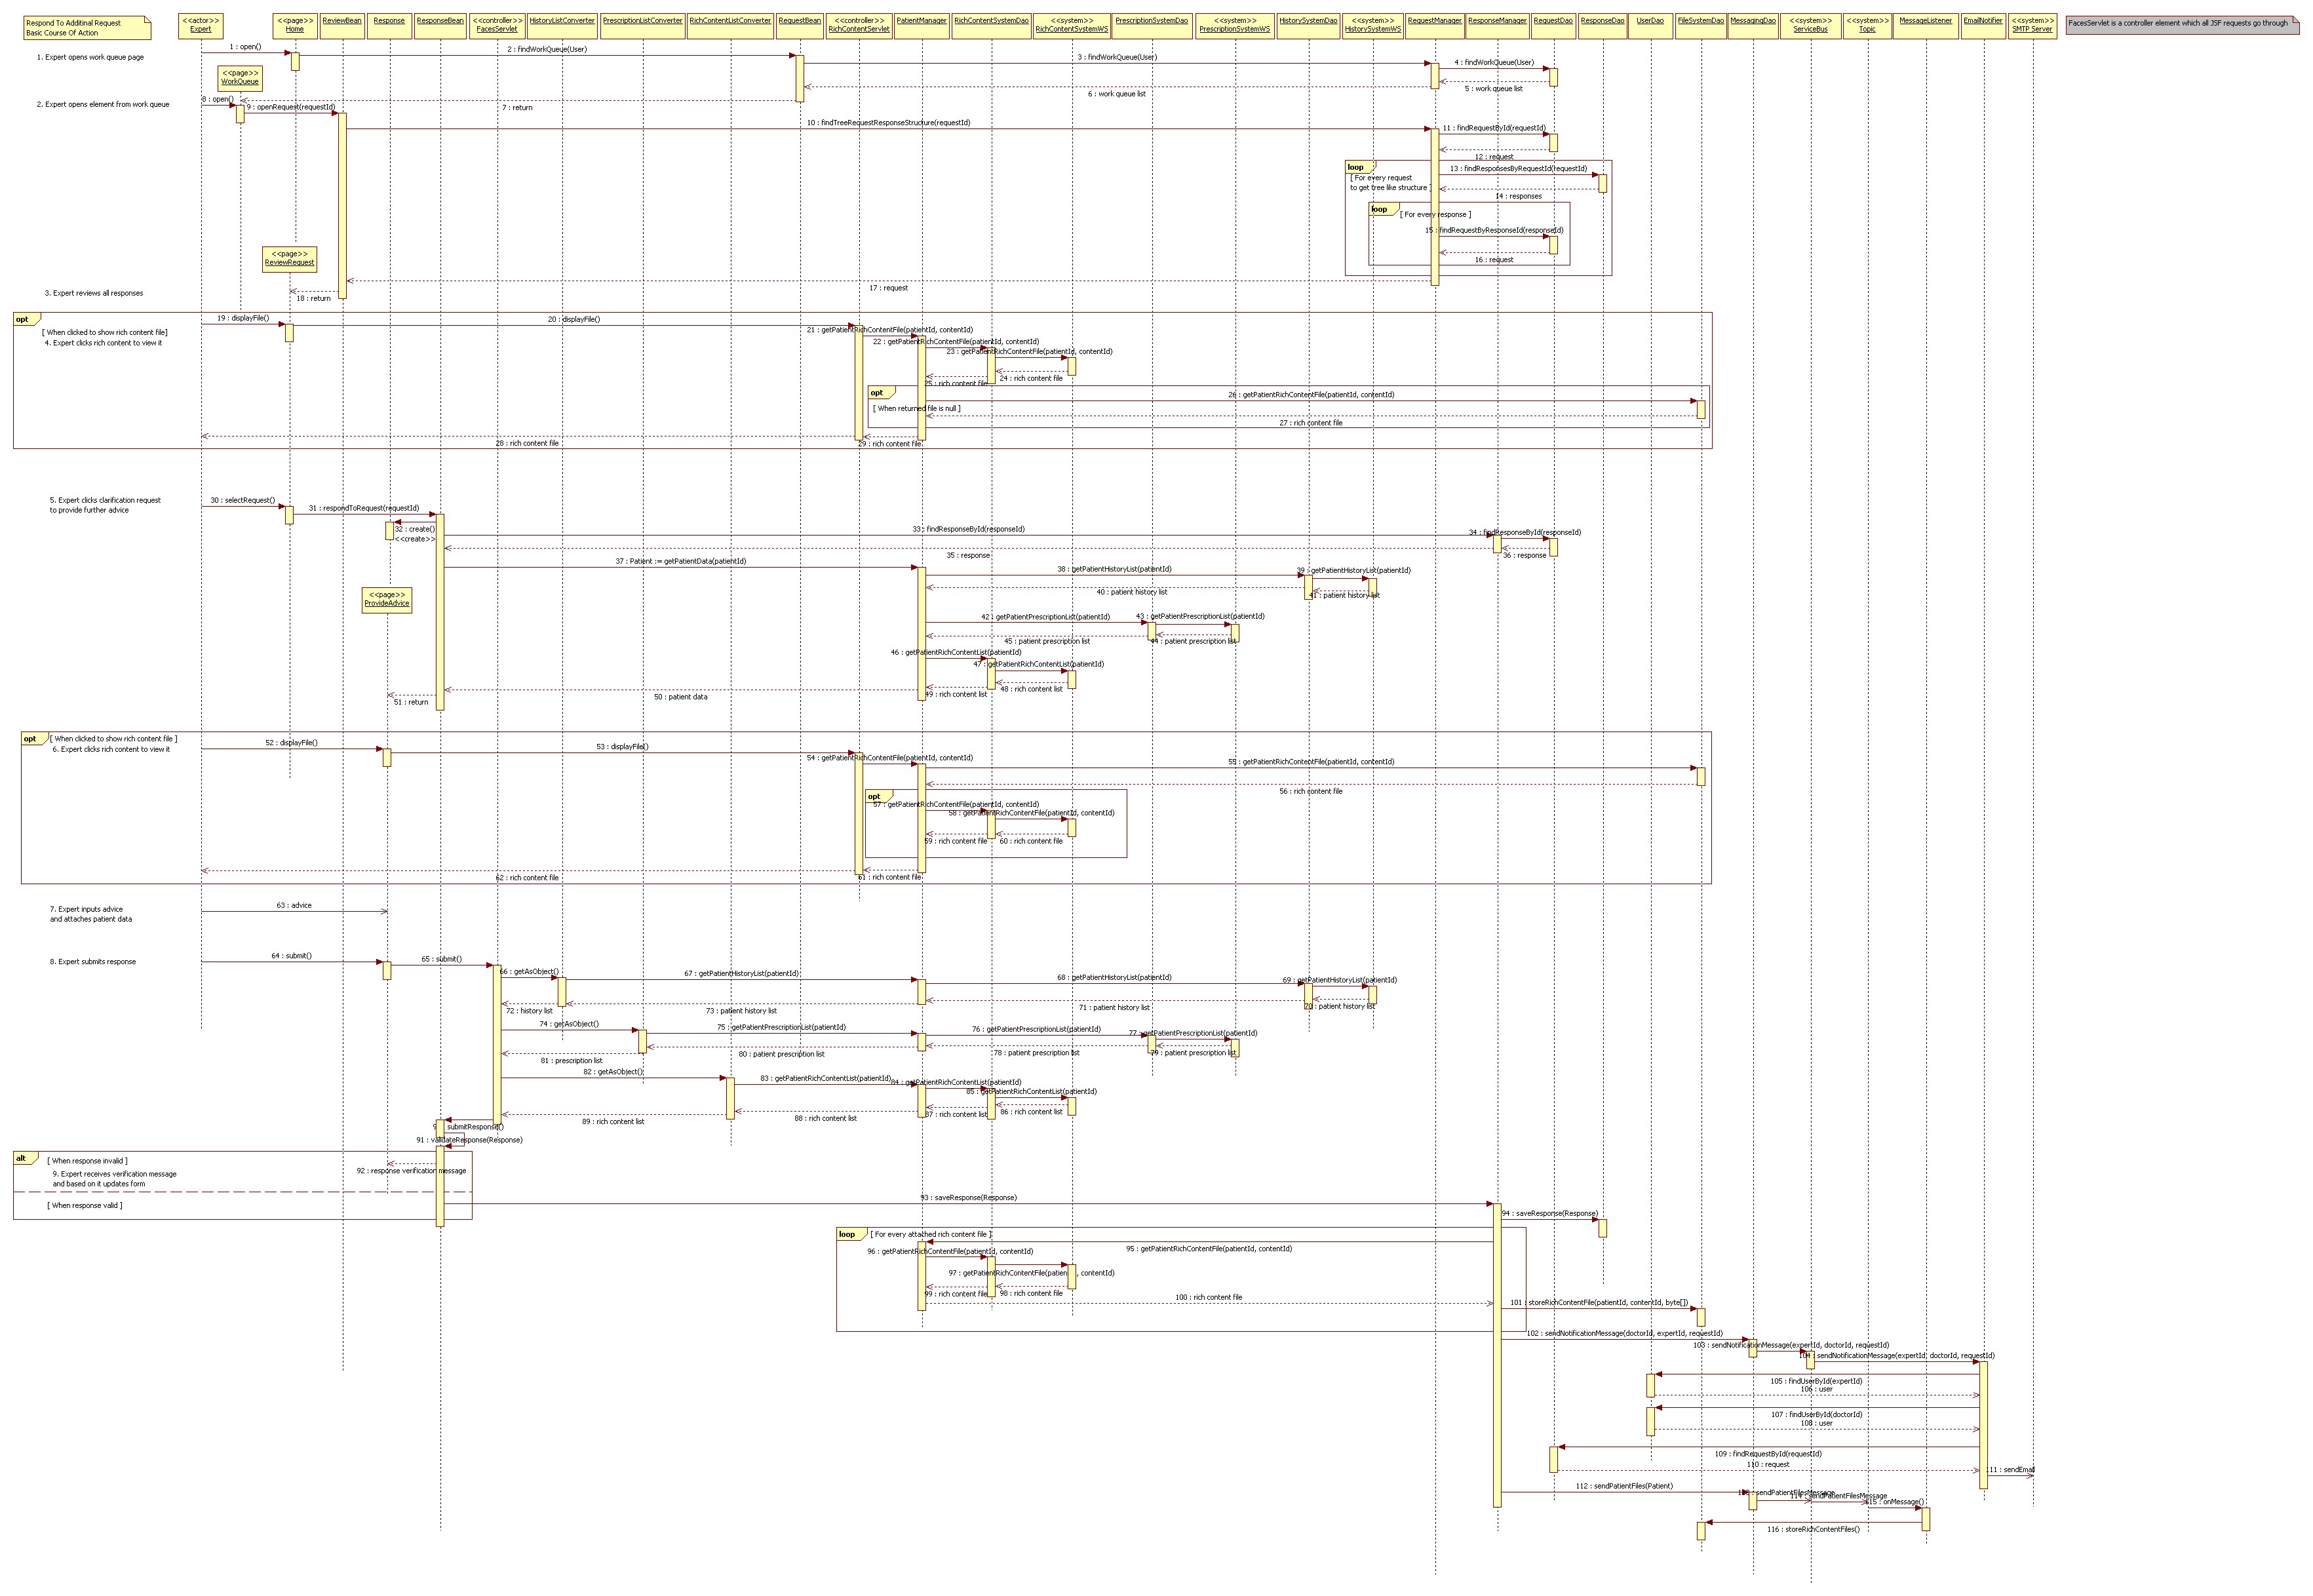 Respond To Additinal Request
Basic Course Of Action
<<actor>>
Expert
<<page>>
Home
ReviewBean
Response
ResponseBean
<<controller>>
FacesServlet
HistoryListConverter
PrescriptionListConverter
RichContentListConverter
RequestBean
<<controller>>
RichContentServlet
PatientManager
RichContentSystemDao
<<system>>
RichContentSystemWS
PrescriptionSystemDao
<<system>>
PrescriptionSystemWS
HistorySystemDao
<<system>>
HistorySystemWS
RequestManager
ResponseManager
RequestDao
ResponseDao
UserDao
FileSystemDao
MessagingDao
<<system>>
ServiceBus
<<system>>
Topic
MessageListener
EmailNotifier
<<system>>
SMTP Server
FacesServlet is a controller element which all JSF requests go through
1. Expert opens work queue page
1 : open()
2 : findWorkQueue(User)
3 : findWorkQueue(User)
4 : findWorkQueue(User)
5 : work queue list
6 : work queue list
7 : return
<<page>>
WorkQueue
2. Expert opens element from work queue
8 : open()
9 : openRequest(requestId)
10 : findTreeRequestResponseStructure(requestId)
11 : findRequestById(requestId)
12 : request
loop
[ For every request
to get tree like structure ]
13 : findResponsesByRequestId(requestId)
14 : responses
loop
[ For every response ]
15 : findRequestByResponseId(responseId)
16 : request
17 : request
<<page>>
ReviewRequest
3. Expert reviews all responses
18 : return
opt
[ When clicked to show rich content file]
4. Expert clicks rich content to view it
19 : displayFile()
20 : displayFile()
21 : getPatientRichContentFile(patientId, contentId)
22 : getPatientRichContentFile(patientId, contentId)
23 : getPatientRichContentFile(patientId, contentId)
24 : rich content file
25 : rich content file
opt
[ When returned file is null ]
26 : getPatientRichContentFile(patientId, contentId)
27 : rich content file
28 : rich content file
29 : rich content file
5. Expert clicks clarification request
to provide further advice
30 : selectRequest()
31 : respondToRequest(requestId)
32 : create()
<<create>>
33 : findResponseById(responseId)
34 : findResponseById(responseId)
35 : response
36 : response
37 : Patient := getPatientData(patientId)
38 : getPatientHistoryList(patientId)
39 : getPatientHistoryList(patientId)
40 : patient history list
41 : patient history list
<<page>>
ProvideAdvice
42 : getPatientPrescriptionList(patientId)
43 : getPatientPrescriptionList(patientId)
44 : patient prescription list
45 : patient prescription list
46 : getPatientRichContentList(patientId)
47 : getPatientRichContentList(patientId)
48 : rich content list
49 : rich content list
50 : patient data
51 : return
opt
[ When clicked to show rich content file ]
6. Expert clicks rich content to view it
52 : displayFile()
53 : displayFile()
54 : getPatientRichContentFile(patientId, contentId)
55 : getPatientRichContentFile(patientId, contentId)
56 : rich content file
opt
57 : getPatientRichContentFile(patientId, contentId)
58 : getPatientRichContentFile(patientId, contentId)
59 : rich content file
60 : rich content file
61 : rich content file
62 : rich content file
7. Expert inputs advice
and attaches patient data
63 : advice
8. Expert submits response
64 : submit()
65 : submit()
66 : getAsObject()
67 : getPatientHistoryList(patientId)
68 : getPatientHistoryList(patientId)
69 : getPatientHistoryList(patientId)
70 : patient history list
71 : patient history list
72 : history list
73 : patient history list
74 : getAsObject()
75 : getPatientPrescriptionList(patientId)
76 : getPatientPrescriptionList(patientId)
77 : getPatientPrescriptionList(patientId)
78 : patient prescription list
79 : patient prescription list
80 : patient prescription list
81 : prescription list
82 : getAsObject()
83 : getPatientRichContentList(patientId)
84 : getPatientRichContentList(patientId)
85 : getPatientRichContentList(patientId)
86 : rich content list
87 : rich content list
88 : rich content list
89 : rich content list
submitResponse()
91 : validateResponse(Response)
alt
[ When response invalid ]
9. Expert receives verification message
and based on it updates form
92 : response verification message
[ When response valid ]
93 : saveResponse(Response)
94 : saveResponse(Response)
loop
[ For every attached rich content file ]
95 : getPatientRichContentFile(patientId, contentId)
96 : getPatientRichContentFile(patientId, contentId)
97 : getPatientRichContentFile(patien , contentId)
98 : rich content file
99 : rich content file
100 : rich content file
101 : storeRichContentFile(patientId, contentId, byte[])
102 : sendNotificationMessage(doctorId, expertId, requestId)
103 : sendNotificationMessage(expertId, doctorId, requestId)
104 : sendNotificationMessage(expertId, doctorId, requestId)
105 : findUserById(expertId)
106 : user
107 : findUserById(doctorId)
108 : user
109 : findRequestById(requestId)
110 : request
111 : sendEmail
112 : sendPatientFiles(Patient)
113 : sendPatientFilesMessage
114 : sendPatientFilesMessage
115 : onMessage()
116 : storeRichContentFiles()